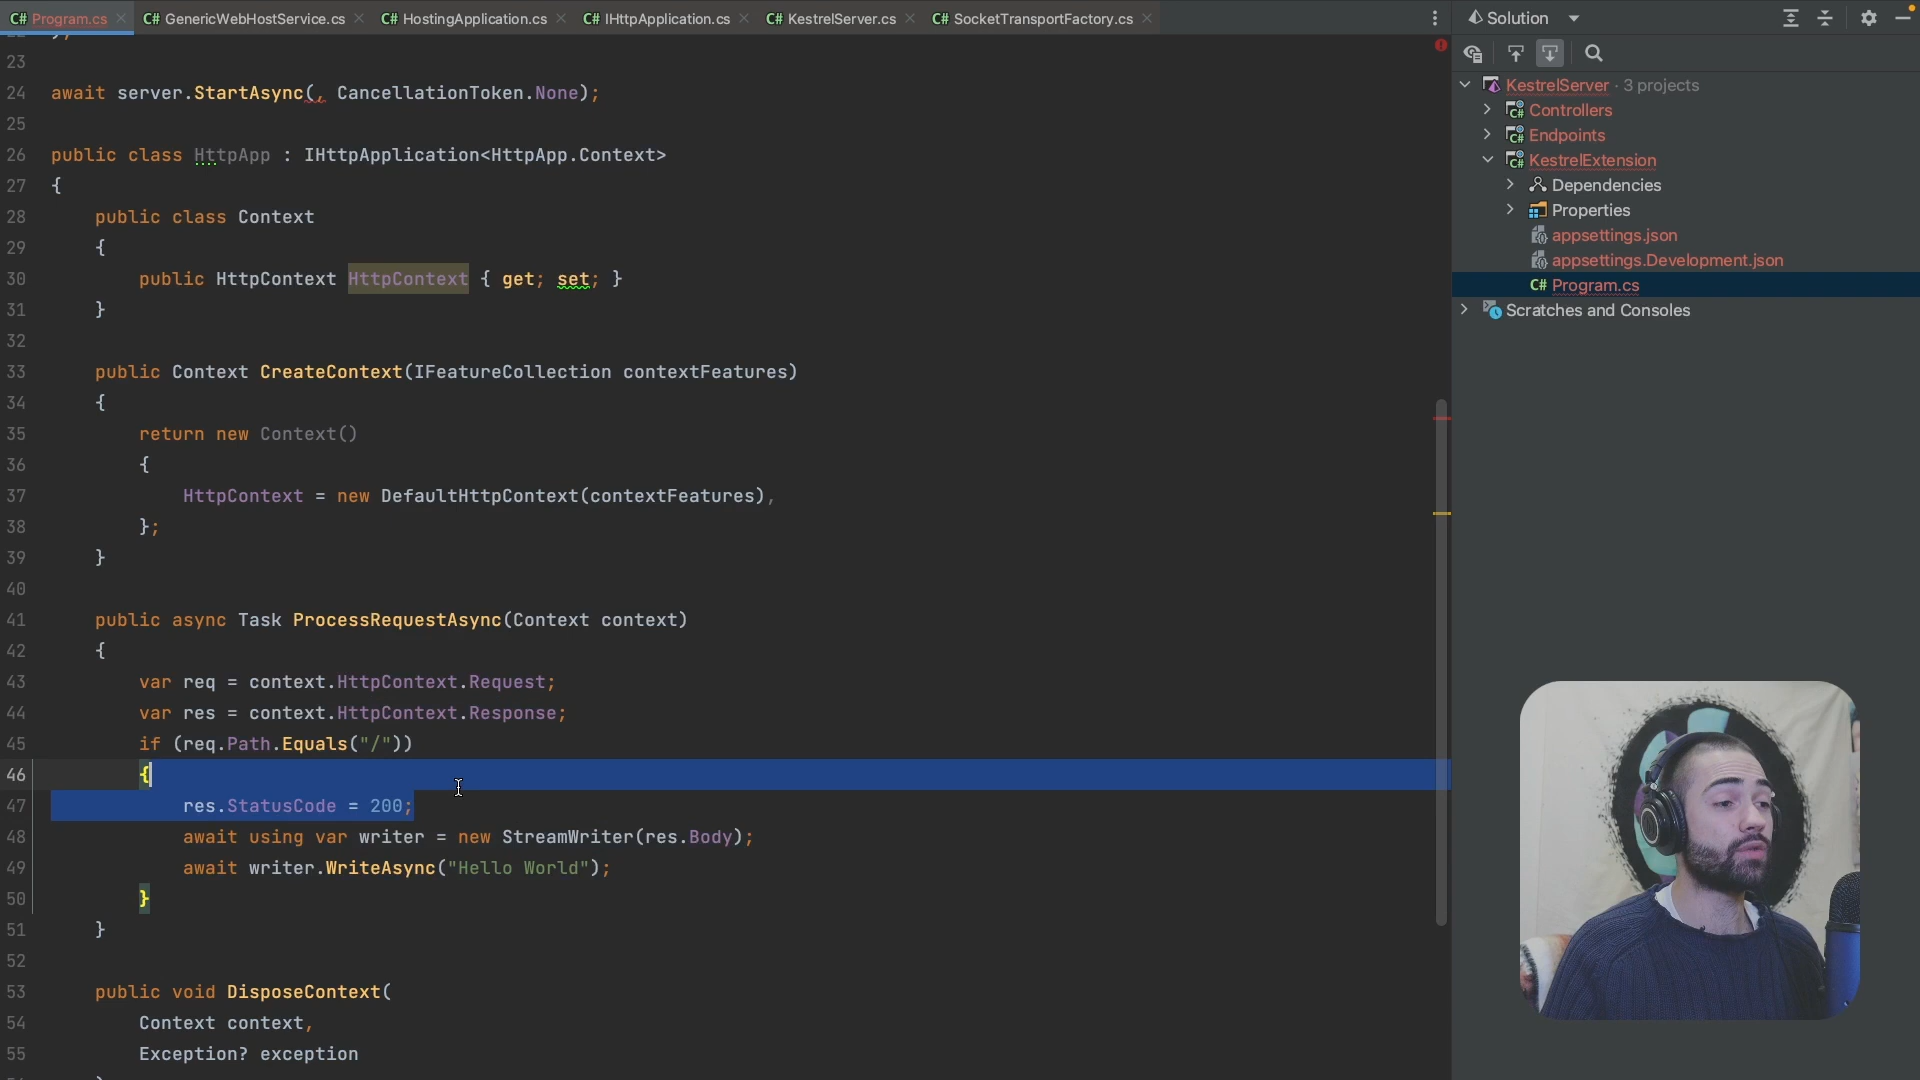 C# Program.cs
C# GenericWebHostService.cs
C# HostingApplication.cs
C# IHttpApplication.cs
C# KestrelServer.cs
C# SocketTransportFactory.cs
Solution
23
24 await server.StartAsync(, CancellationToken.None);
25
26 public class HttpApp : IHttpApplication<HttpApp.Context>
27 {
28 public class Context
29 {
30 public HttpContext HttpContext { get; set; }
31 }
32
33 public Context CreateContext(IFeatureCollection contextFeatures)
34 {
35 return new Context()
36 {
37 HttpContext = new DefaultHttpContext(contextFeatures),
38 };
39 }
40
41 public async Task ProcessRequestAsync(Context context)
42 {
43 var req = context.HttpContext.Request;
44 var res = context.HttpContext.Response;
45 if (req.Path.Equals("/"))
46 {
47 res.StatusCode = 200;
48 await using var writer = new StreamWriter(res.Body);
49 await writer.WriteAsync("Hello World");
50 }
51 }
52
53 public void DisposeContext(
54 Context context,
55 Exception? exception
KestrelServer · 3 projects
C# Controllers
C# Endpoints
C# KestrelExtension
Dependencies
Properties
appsettings.json
appsettings.Development.json
C# Program.cs
Scratches and Consoles